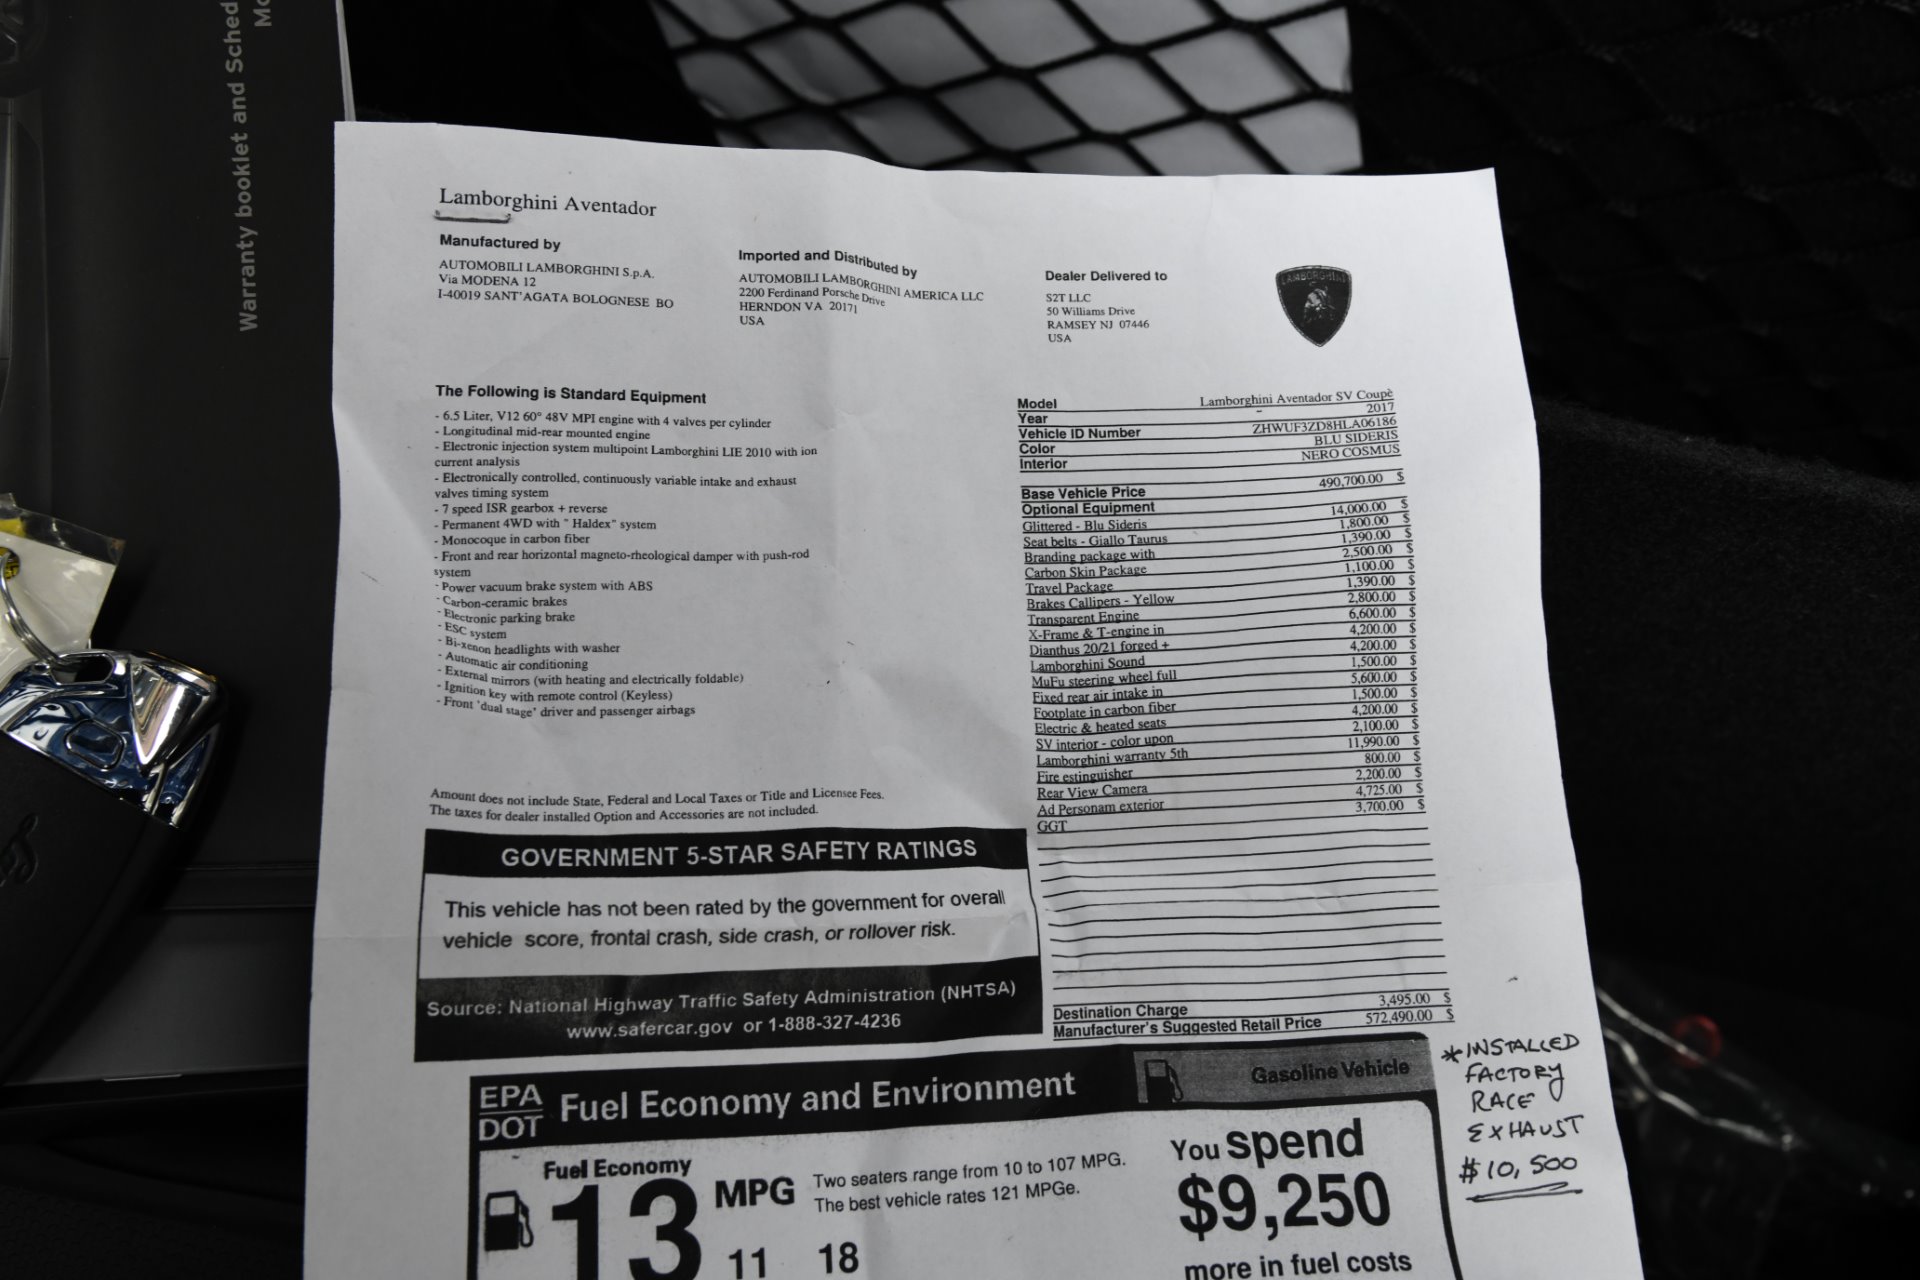 Warranty booklet and Sched
Lamborghini Aventador
Manufactured by
AUTOMOBILI LAMBORGHINI S.p.A.
Via MODENA 12
I-40019 SANT'AGATA BOLOGNESE BO
Imported and Distributed by
AUTOMOBILI LAMBORGHINI AMERICA LLC
2200 Ferdinand Porsche Drive
HERNDON VA 20171
USA
Dealer Delivered to
S2T LLC
50 Williams Drive
RAMSEY NJ 07446
USA
LAMBORGHINI
The Following is Standard Equipment
- 6.5 Liter, V12 60° 48V MPI engine with 4 valves per cylinder
- Longitudinal mid-rear mounted engine
- Electronic injection system multipoint Lamborghini LIE 2010 with ion
current analysis
- Electronically controlled, continuously variable intake and exhaust
valves timing system
- 7 speed ISR gearbox + reverse
- Permanent 4WD with " Haldex" system
- Monocoque in carbon fiber
- Front and rear horizontal magneto-rheological damper with push-rod
system
- Power vacuum brake system with ABS
- Carbon-ceramic brakes
- Electronic parking brake
- ESC system
- Bi-xenon headlights with washer
- Automatic air conditioning
- External mirrors (with heating and electrically foldable)
- Ignition key with remote control (Keyless)
- Front 'dual stage' driver and passenger airbags
Amount does not include State, Federal and Local Taxes or Title and Licensee Fees.
The taxes for dealer installed Option and Accessories are not included.
Model Lamborghini Aventador SV Coupè
Year 2017
Vehicle ID Number ZHWUF3ZD8HLA06186
Color BLU SIDERIS
Interior NERO COSMUS
Base Vehicle Price 490,700.00 $
Optional Equipment
Glittered - Blu Sideris 14,000.00 $
Seat belts - Giallo Taurus 1,800.00 $
Branding package with 1,390.00 $
Carbon Skin Package 2,500.00 $
Travel Package 1,100.00 $
Brakes Callipers - Yellow 1,390.00 $
Transparent Engine 2,800.00 $
X-Frame & T-engine in 6,600.00 $
Dianthus 20/21 forged + 4,200.00 $
Lamborghini Sound 4,200.00 $
MuFu steering wheel full 1,500.00 $
Fixed rear air intake in 5,600.00 $
Footplate in carbon fiber 1,500.00 $
Electric & heated seats 4,200.00 $
SV interior - color upon 2,100.00 $
Lamborghini warranty 5th 11,990.00 $
Fire estinguisher 800.00 $
Rear View Camera 2,200.00 $
Ad Personam exterior 4,725.00 $
GGT 3,700.00 $
Destination Charge 3,495.00 $
Manufacturer's Suggested Retail Price 572,490.00 $
GOVERNMENT 5-STAR SAFETY RATINGS
This vehicle has not been rated by the government for overall
vehicle score, frontal crash, side crash, or rollover risk.
Source: National Highway Traffic Safety Administration (NHTSA)
www.safercar.gov or 1-888-327-4236
*INSTALLED
FACTORY
RACE
EXHAUST
$10,500
EPA
DOT
Fuel Economy and Environment
Gasoline Vehicle
Fuel Economy
13 MPG
Two seaters range from 10 to 107 MPG.
The best vehicle rates 121 MPGe.
11 18
You spend
$9,250
more in fuel costs